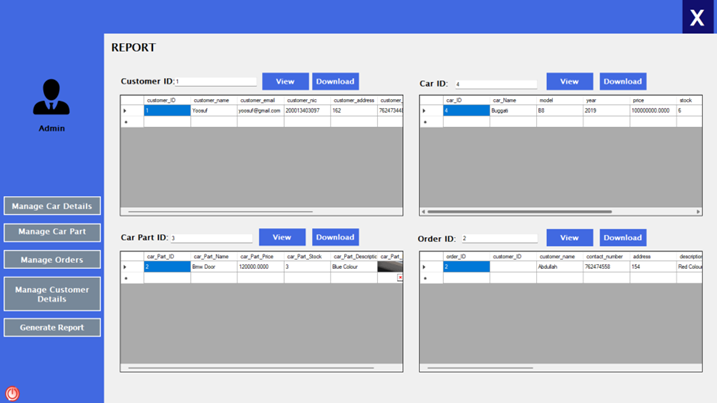 X
REPORT
Admin
Manage Car Details
Manage Car Part
Manage Orders
Manage Customer
Details
Generate Report
Customer ID: 1 View Download
customer_ID customer_name customer_email customer_nic customer_address customer_
1 Yoosuf yoosuf@gmail.com 200013403097 162 762473448
Car ID: 4 View Download
car_ID car_Name model year price stock
4 Buggati B8 2019 100000000.0000 6
Car Part ID: 3 View Download
car_Part_ID car_Part_Name car_Part_Price car_Part_Stock car_Part_Descriptio car_Part_
2 Bmw Door 120000.0000 3 Blue Colour
Order ID: 2 View Download
order_ID customer_ID customer_name contact_number address description
2 Abdullah 762474558 154 Red Colou